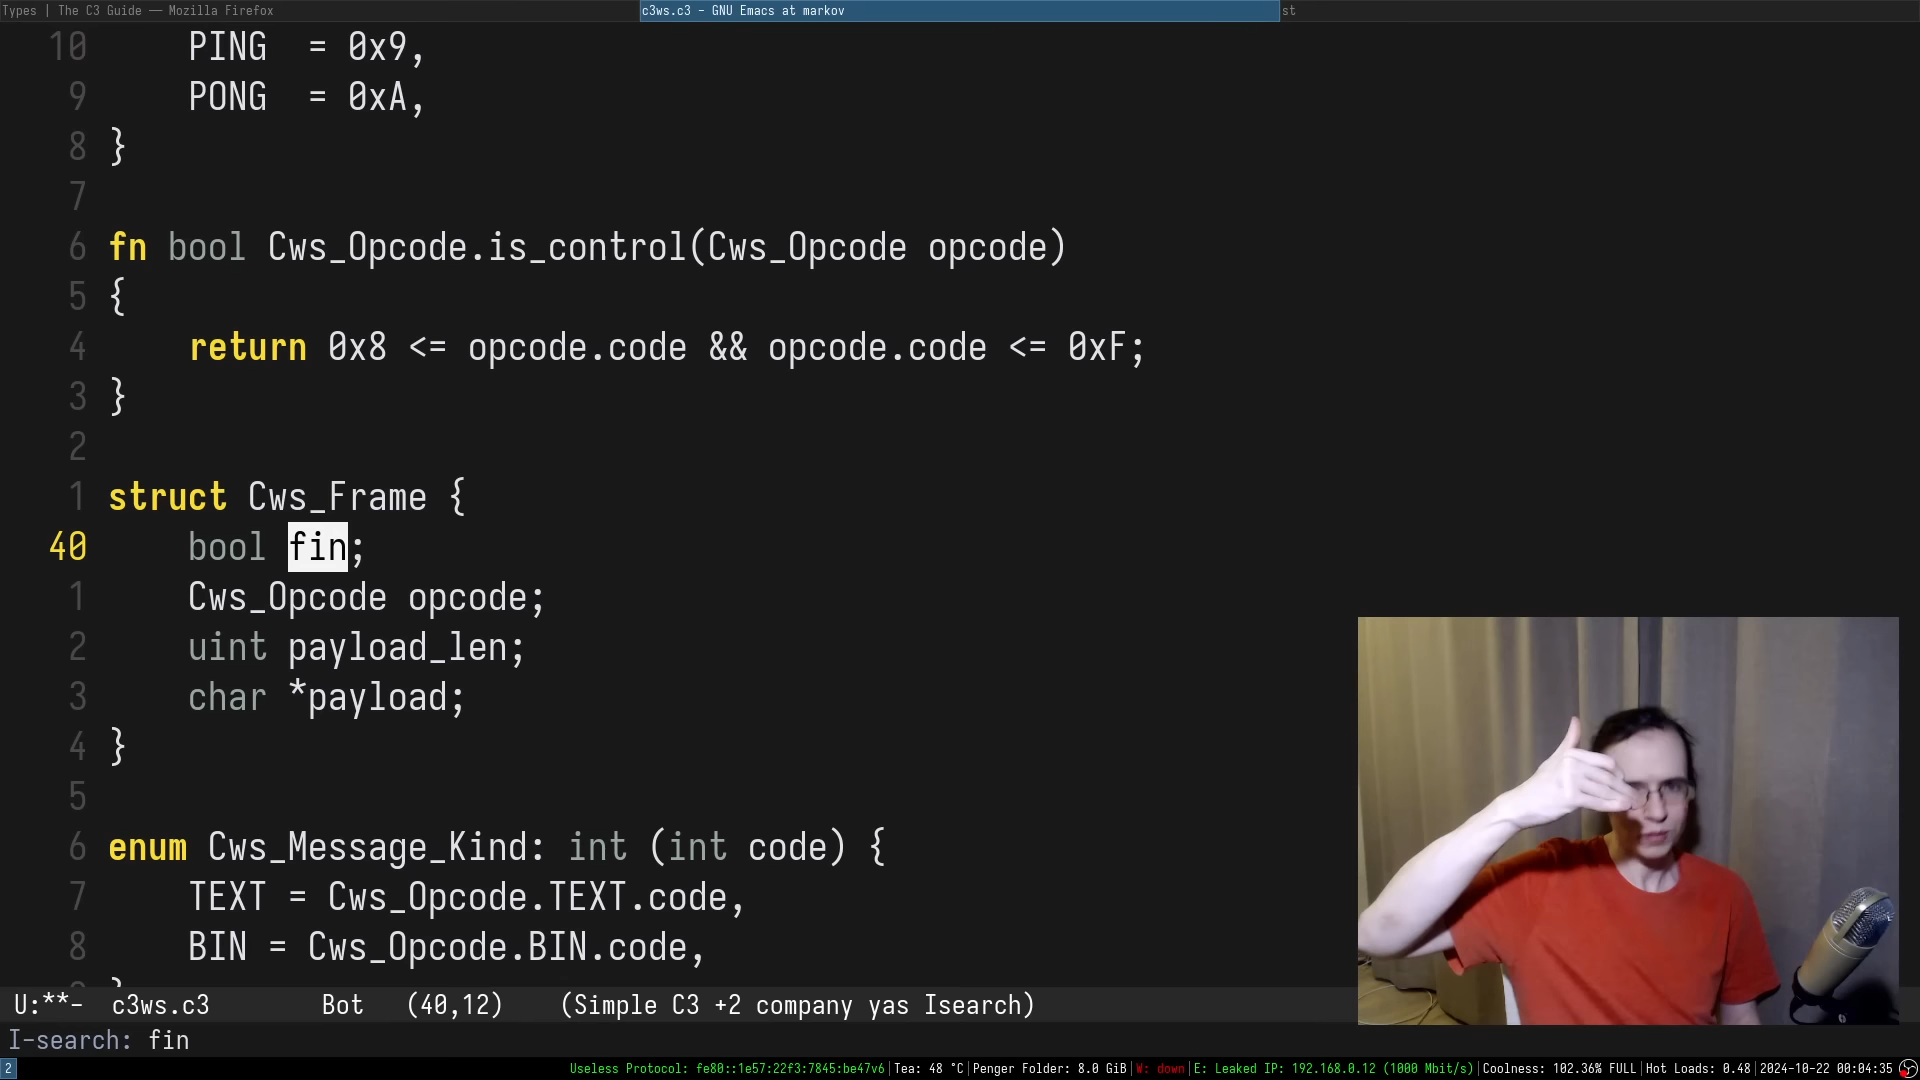 Types | The C3 Guide — Mozilla Firefox
c3ws.c3 - GNU Emacs at markov
st
10 PING = 0x9,
9 PONG = 0xA,
8 }
7
6 fn bool Cws_Opcode.is_control(Cws_Opcode opcode)
5 {
4 return 0x8 <= opcode.code && opcode.code <= 0xF;
3 }
2
1 struct Cws_Frame {
40 bool fin;
1 Cws_Opcode opcode;
2 uint payload_len;
3 char *payload;
4 }
5
6 enum Cws_Message_Kind: int (int code) {
7 TEXT = Cws_Opcode.TEXT.code,
8 BIN = Cws_Opcode.BIN.code,
U:**- c3ws.c3 Bot (40,12) (Simple C3 +2 company yas Isearch)
I-search: fin
2 Useless Protocol: fe80::1e57:22f3:7845:be47v6|Tea: 48 °C|Penger Folder: 8.0 GiB|W: down|E: Leaked IP: 192.168.0.12 (1000 Mbit/s)|Coolness: 102.36% FULL|Hot Loads: 0.48|2024-10-22 00:04:35